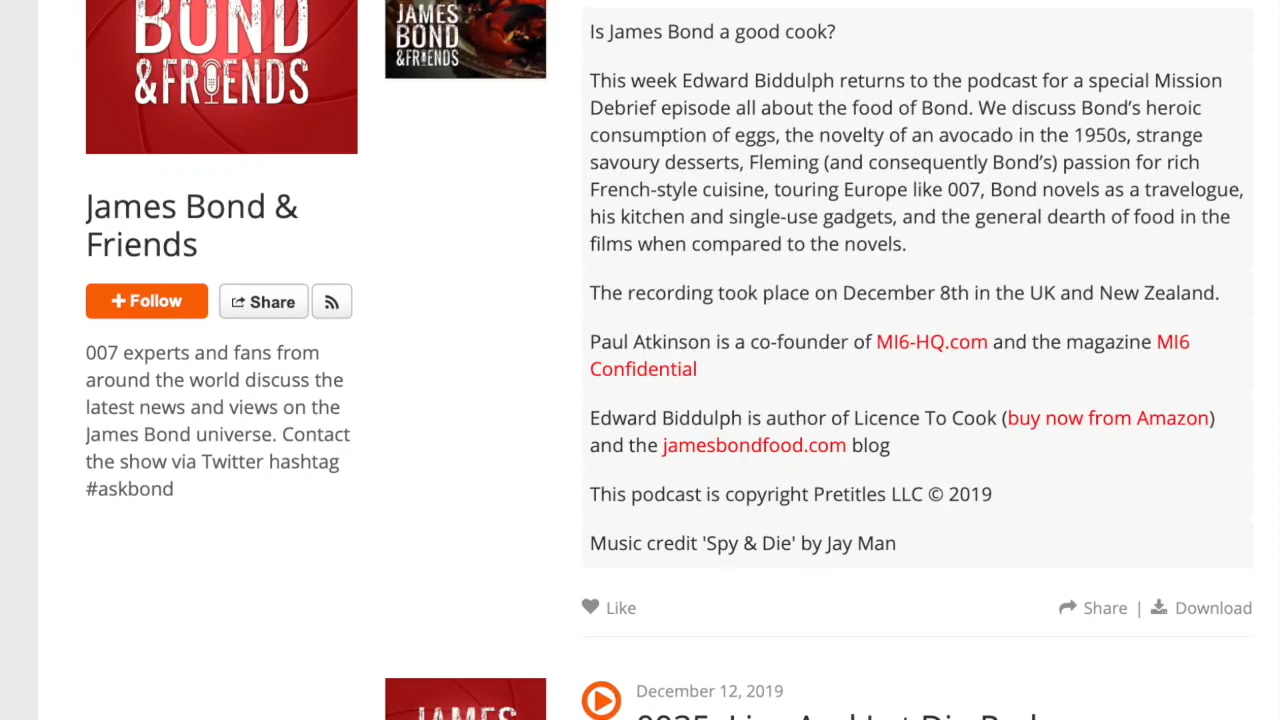 BOND
&FRIENDS
James Bond &
Friends
+ Follow
Share
007 experts and fans from
around the world discuss the
latest news and views on the
James Bond universe. Contact
the show via Twitter hashtag
#askbond
JAMES
BOND
&FRIENDS
Is James Bond a good cook?
This week Edward Biddulph returns to the podcast for a special Mission
Debrief episode all about the food of Bond. We discuss Bond’s heroic
consumption of eggs, the novelty of an avocado in the 1950s, strange
savoury desserts, Fleming (and consequently Bond’s) passion for rich
French-style cuisine, touring Europe like 007, Bond novels as a travelogue,
his kitchen and single-use gadgets, and the general dearth of food in the
films when compared to the novels.
The recording took place on December 8th in the UK and New Zealand.
Paul Atkinson is a co-founder of MI6-HQ.com and the magazine MI6
Confidential
Edward Biddulph is author of Licence To Cook (buy now from Amazon)
and the jamesbondfood.com blog
This podcast is copyright Pretitles LLC © 2019
Music credit 'Spy & Die' by Jay Man
Like
Share | Download
JAMES
December 12, 2019